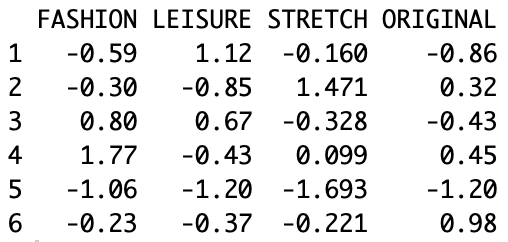 FASHION LEISURE STRETCH ORIGINAL
1 -0.59 1.12 -0.160 -0.86
2 -0.30 -0.85 1.471 0.32
3 0.80 0.67 -0.328 -0.43
4 1.77 -0.43 0.099 0.45
5 -1.06 -1.20 -1.693 -1.20
6 -0.23 -0.37 -0.221 0.98